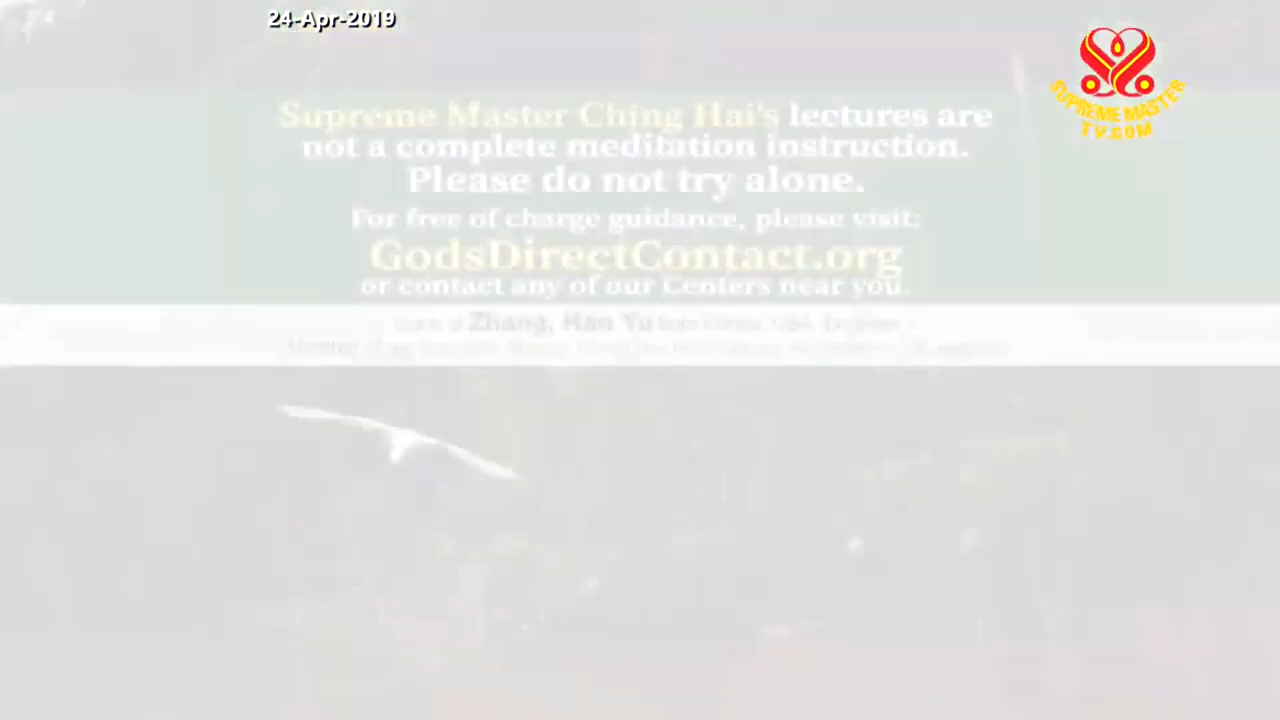 24-Apr-2019
SUPREME MASTER
TV.COM
Supreme Master Ching Hai's lectures are
not a complete meditation instruction.
Please do not try alone.
For free of charge guidance, please visit:
GodsDirectContact.org
or contact any of our Centers near you.
Zhang, Han Yu